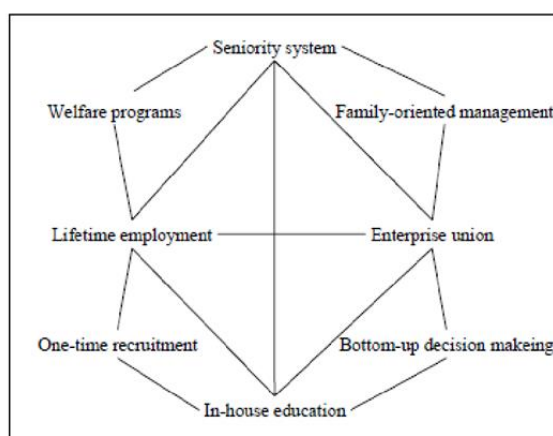 Seniority system
Welfare programs
Family-oriented management
Lifetime employment
Enterprise union
One-time recruitment
Bottom-up decision makeing
In-house education